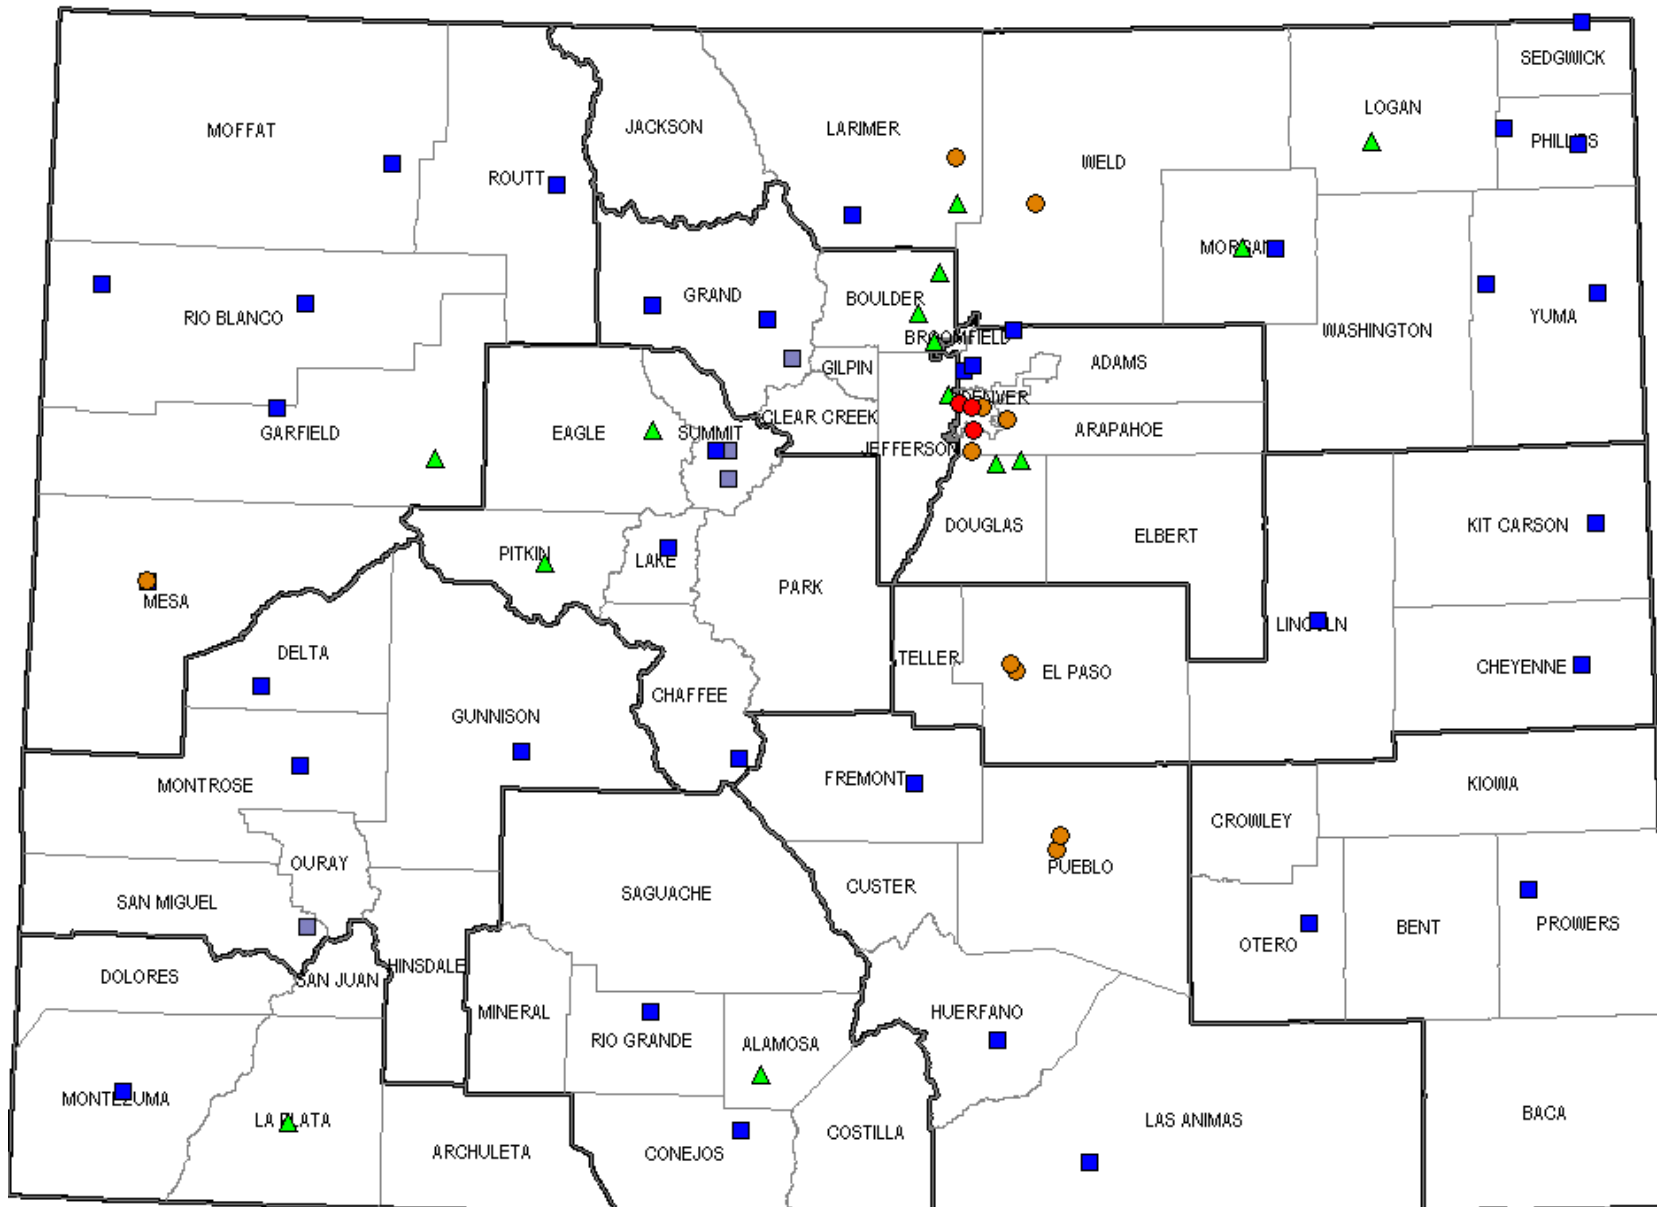 SEDGWICK
LOGAN
MOFFAT
JACKSON
LARIMER
PHILLIPS
WELD
ROUTT
MORGAN
GRAND
BOULDER
RIO BLANCO
YUMA
WASHINGTON
BROOMFIELD
ADAMS
GILPIN
DENVER
CLEAR CREEK
GARFIELD
EAGLE
SUMMIT
ARAPAHOE
JEFFERSON
DOUGLAS
KIT CARSON
ELBERT
PITKIN
LAKE
PARK
MESA
LINCOLN
DELTA
TELLER
EL PASO
CHEYENNE
CHAFFEE
GUNNISON
FREMONT
MONTROSE
KIOWA
CROWLEY
OURAY
PUEBLO
CUSTER
SAGUACHE
SAN MIGUEL
BENT
PROWERS
OTERO
HINSDALE
DOLORES
SAN JUAN
MINERAL
HUERFANO
RIO GRANDE
ALAMOSA
MONTEZUMA
BACA
LA PLATA
LAS ANIMAS
COSTILLA
ARCHULETA
CONEJOS